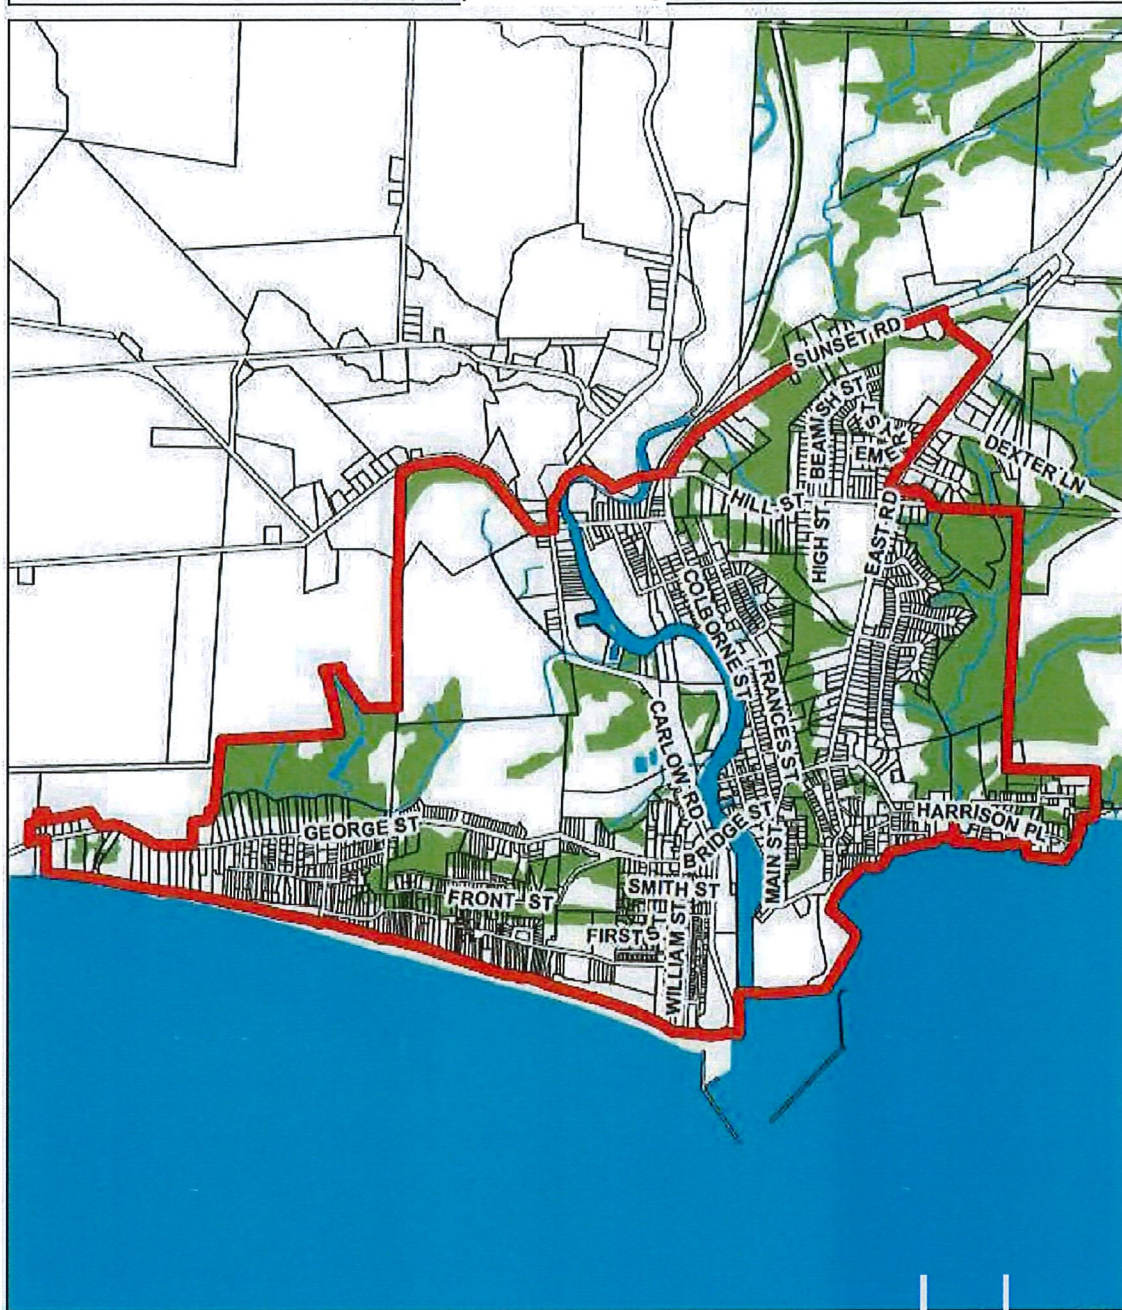 SUNSET RD
BEAMISH ST
ST
EMERY
DEXTER LN
HILL ST
HIGH ST
EAST RD
COLBORNE ST
FRANCES ST
CARLOW RD
GEORGE ST
HARRISON PL
BRIDGE ST
MAIN ST
SMITH ST
FRONT ST
FIRST ST
WILLIAM ST